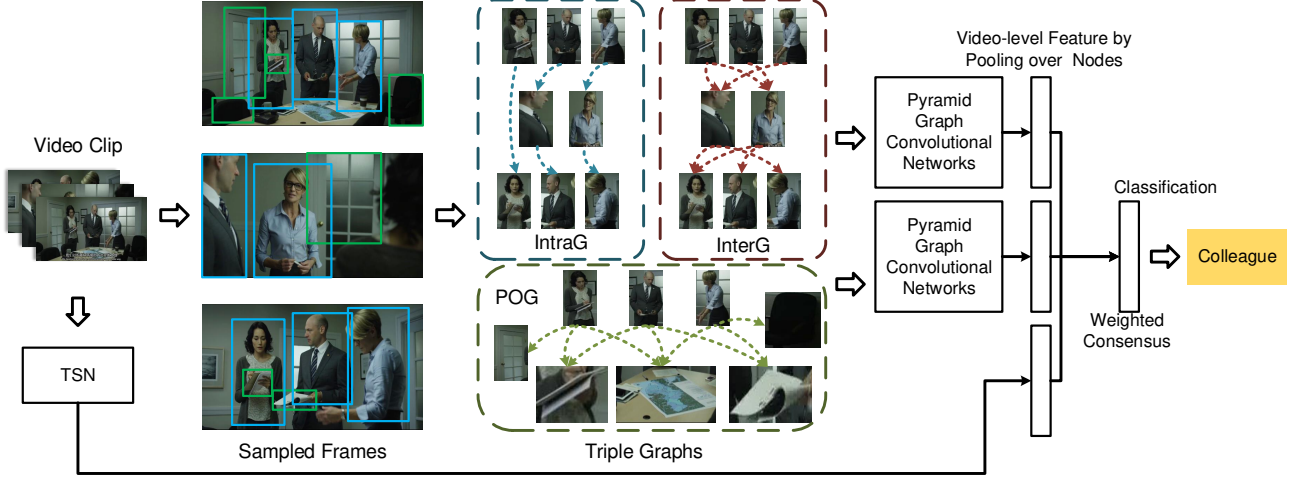 Video Clip
TSN
Sampled Frames
IntraG
InterG
POG
Triple Graphs
Pyramid
Graph
Convolutional
Networks
Pyramid
Graph
Convolutional
Networks
Video-level Feature by
Pooling over Nodes
Classification
Weighted
Consensus
Colleague